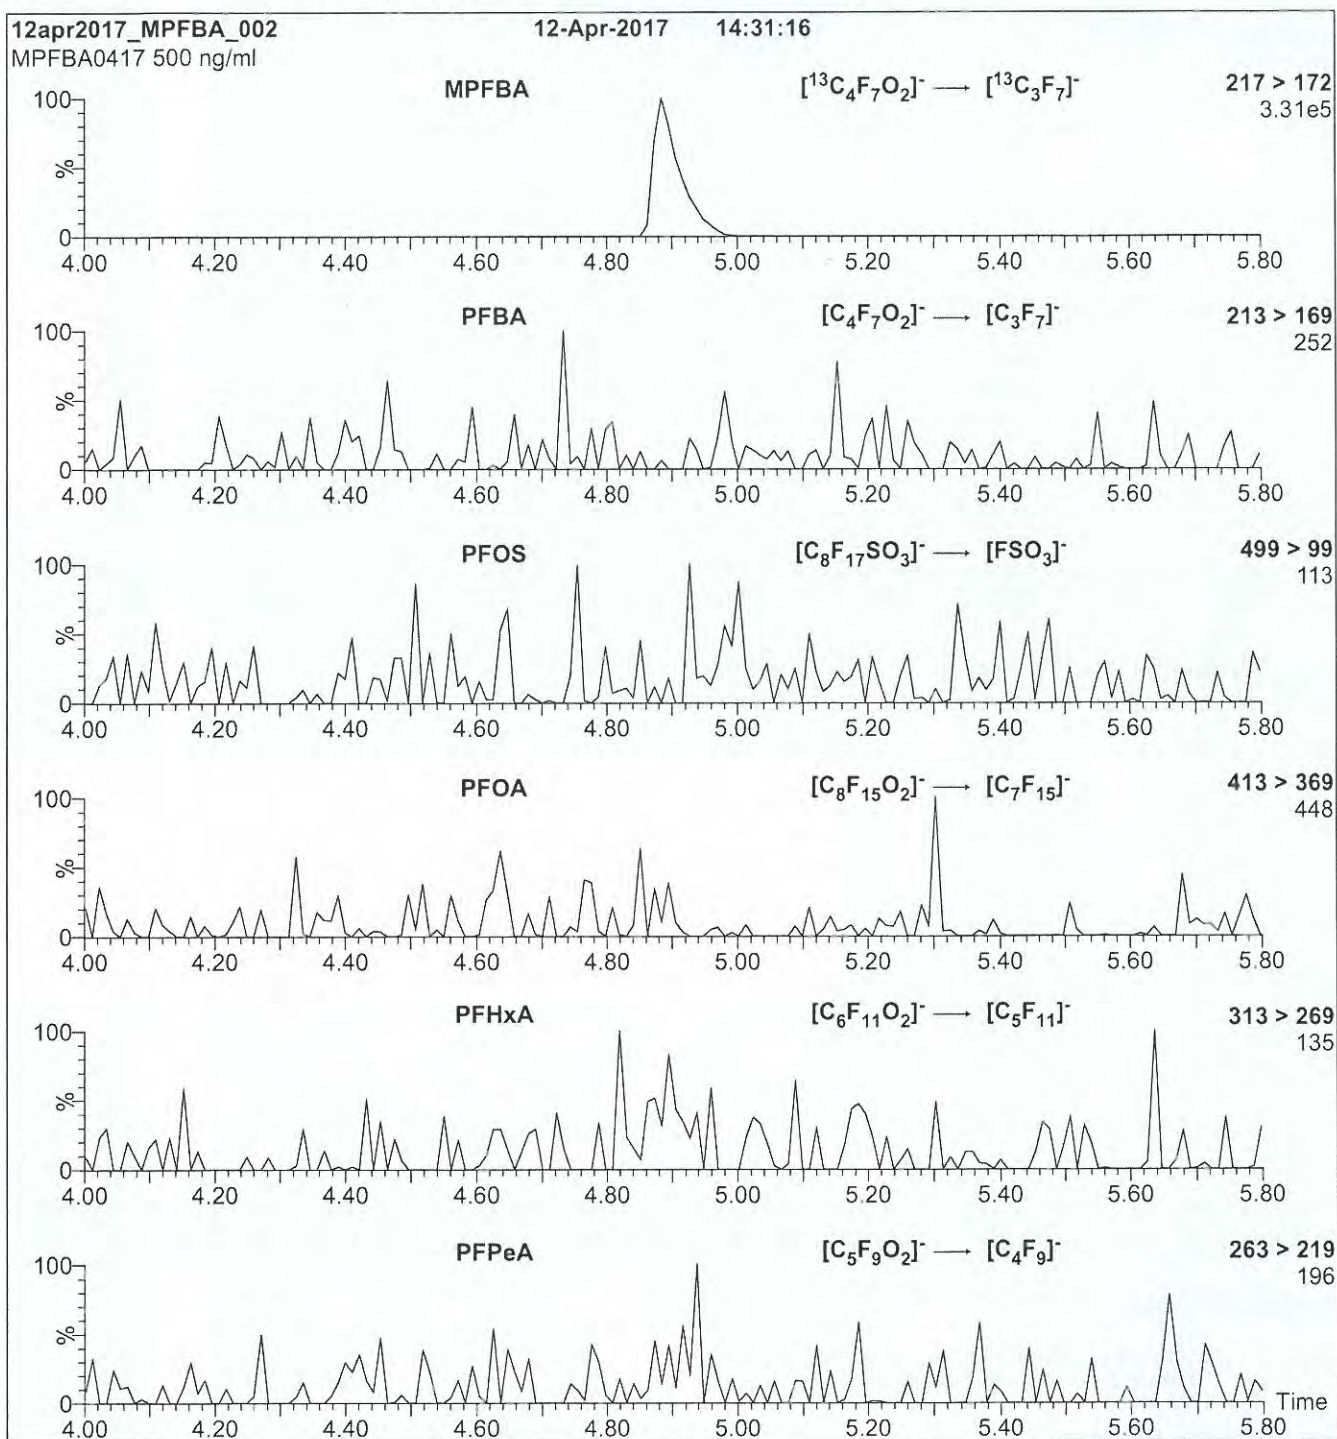 12apr2017_MPFBA_002 12-Apr-2017 14:31:16
MPFBA0417 500 ng/ml
MPFBA [¹³C₄F₇O₂]⁻ → [¹³C₃F₇]⁻ 217 > 172
3.31e5
100
%
0
4.00 4.20 4.40 4.60 4.80 5.00 5.20 5.40 5.60 5.80
PFBA [C₄F₇O₂]⁻ → [C₃F₇]⁻ 213 > 169
252
100
%
0
4.00 4.20 4.40 4.60 4.80 5.00 5.20 5.40 5.60 5.80
PFOS [C₈F₁₇SO₃]⁻ → [FSO₃]⁻ 499 > 99
113
100
%
0
4.00 4.20 4.40 4.60 4.80 5.00 5.20 5.40 5.60 5.80
PFOA [C₈F₁₅O₂]⁻ → [C₇F₁₅]⁻ 413 > 369
448
100
%
0
4.00 4.20 4.40 4.60 4.80 5.00 5.20 5.40 5.60 5.80
PFHxA [C₆F₁₁O₂]⁻ → [C₅F₁₁]⁻ 313 > 269
135
100
%
0
4.00 4.20 4.40 4.60 4.80 5.00 5.20 5.40 5.60 5.80
PFPeA [C₅F₉O₂]⁻ → [C₄F₉]⁻ 263 > 219
196
100
%
0
Time
4.00 4.20 4.40 4.60 4.80 5.00 5.20 5.40 5.60 5.80